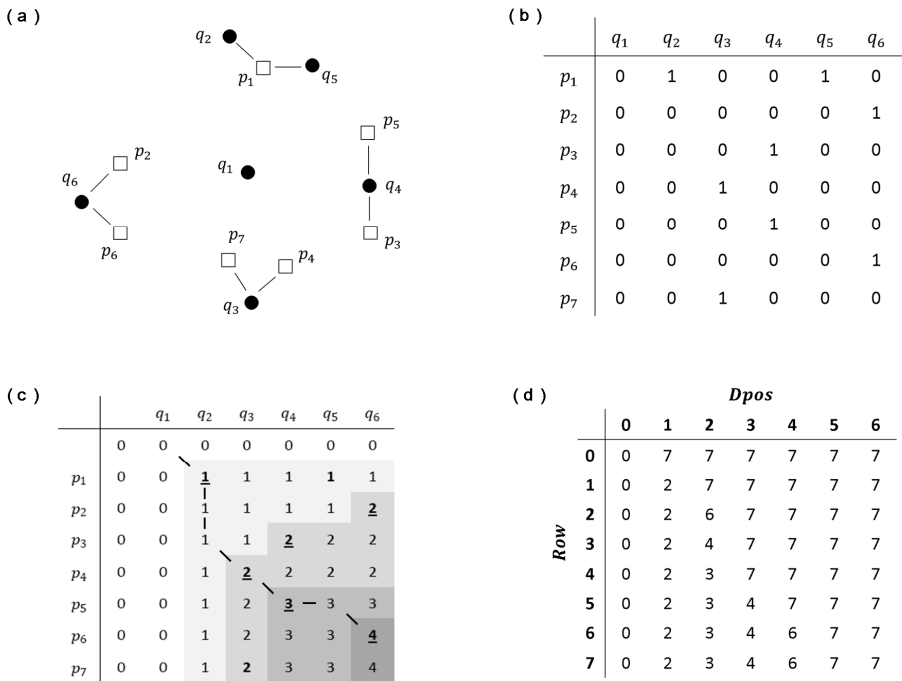 (a)
q2
p1
q5
p5
p2
q6
q1
q4
p6
p7
p4
p3
q3
(b)
q1 q2 q3 q4 q5 q6
p1 0 1 0 0 1 0
p2 0 0 0 0 0 1
p3 0 0 0 1 0 0
p4 0 0 1 0 0 0
p5 0 0 0 1 0 0
p6 0 0 0 0 0 1
p7 0 0 1 0 0 0
(c)
q1 q2 q3 q4 q5 q6
0 0 0 0 0 0 0
p1 0 0 1 1 1 1 1
p2 0 0 1 1 1 1 2
p3 0 0 1 1 2 2 2
p4 0 0 1 2 2 2 2
p5 0 0 1 2 3 3 3
p6 0 0 1 2 3 3 4
p7 0 0 1 2 3 3 4
(d)
Dpos
0 1 2 3 4 5 6
Row
0 0 7 7 7 7 7 7
1 0 2 7 7 7 7 7
2 0 2 6 7 7 7 7
3 0 2 4 7 7 7 7
4 0 2 3 7 7 7 7
5 0 2 3 4 7 7 7
6 0 2 3 4 6 7 7
7 0 2 3 4 6 7 7